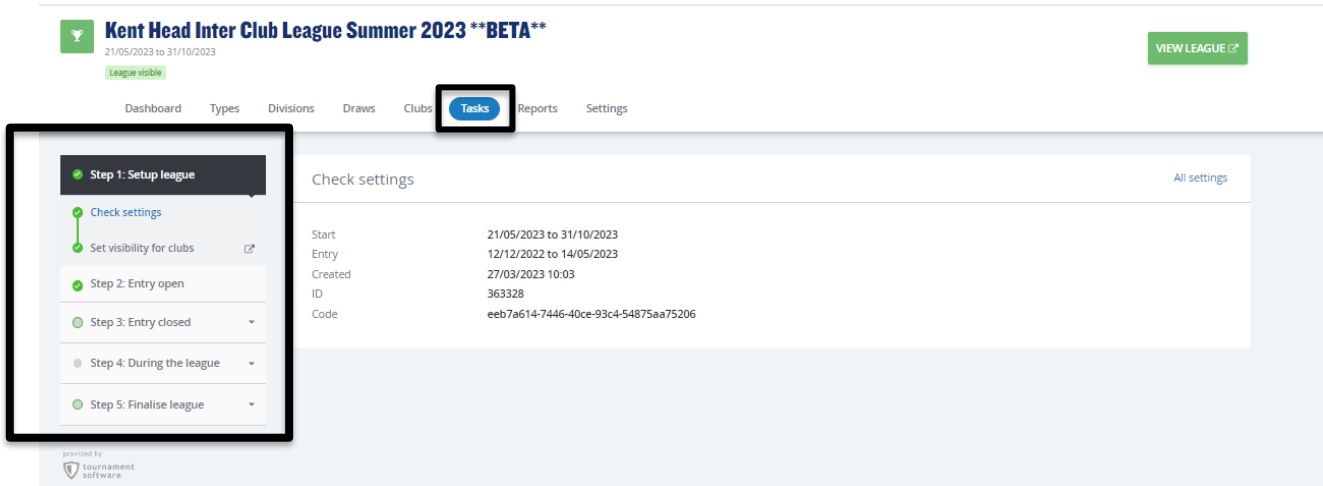 Kent Head Inter Club League Summer 2023 **BETA**
21/05/2023 to 31/10/2023
League visible
VIEW LEAGUE
Dashboard Types Divisions Draws Clubs Tasks Reports Settings
Step 1: Setup league
Check settings
Set visibility for clubs
Step 2: Entry open
Step 3: Entry closed
Step 4: During the league
Step 5: Finalise league
Check settings All settings
Start 21/05/2023 to 31/10/2023
Entry 12/12/2022 to 14/05/2023
Created 27/03/2023 10:03
ID 363328
Code eeb7a614-7446-40ce-93c4-54875aa75206
provided by
tournament
software